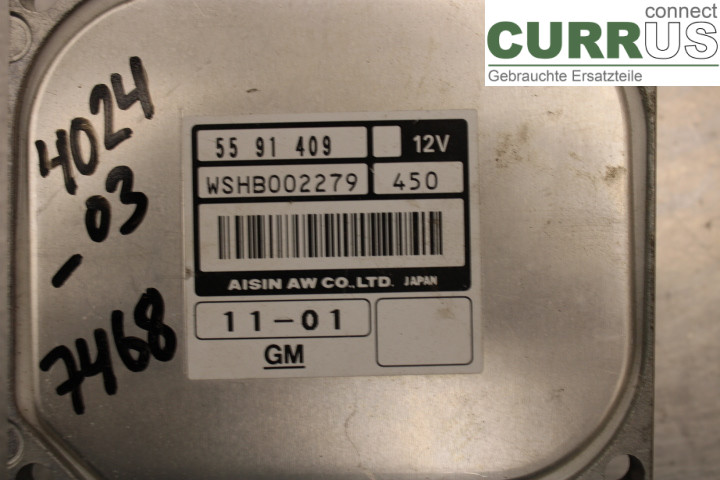 connect
CURRUS
Gebrauchte Ersatzteile
4024
-03
7468
55 91 409 12V
WSHB002279 450
AISIN AW CO.,LTD. JAPAN
11-01
GM